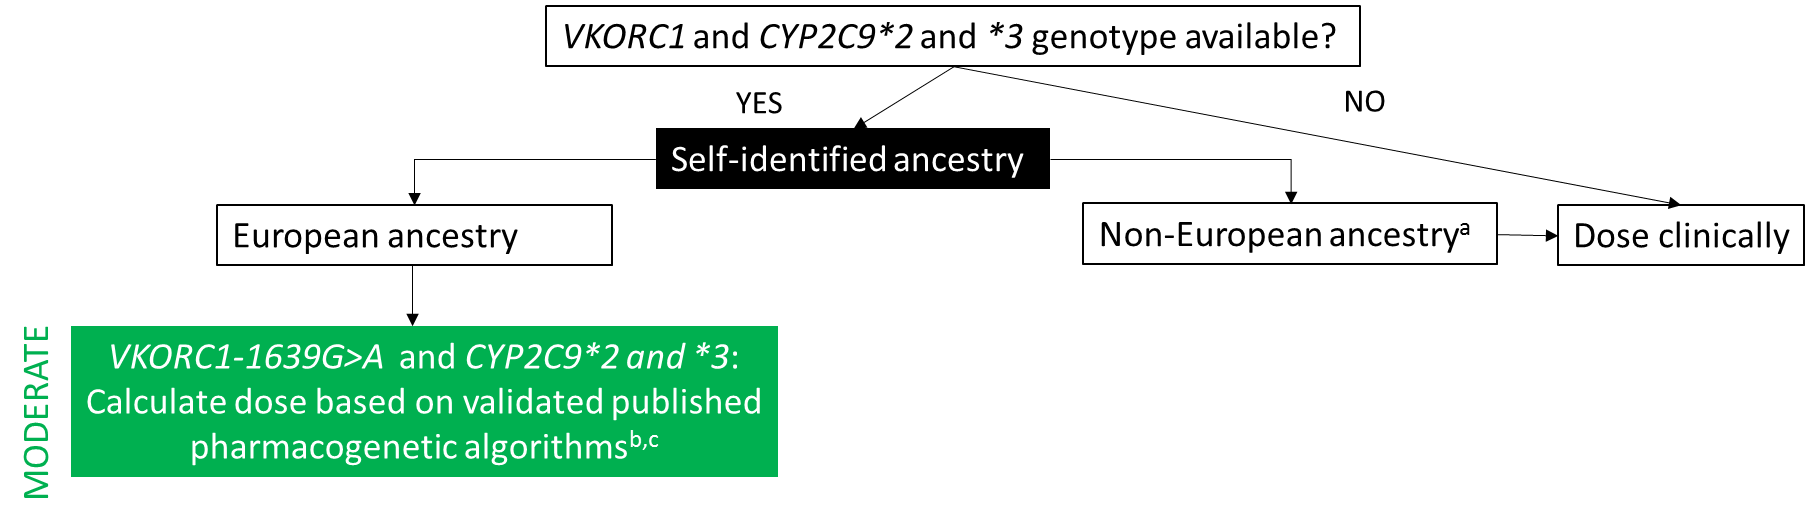 VKORC1 and CYP2C9*2 and *3 genotype available?
YES
NO
Self-identified ancestry
European ancestry
Non-European ancestrya
Dose clinically
MODERATE
VKORC1-1639G>A and CYP2C9*2 and *3:
Calculate dose based on validated published
pharmacogenetic algorithmsb,c